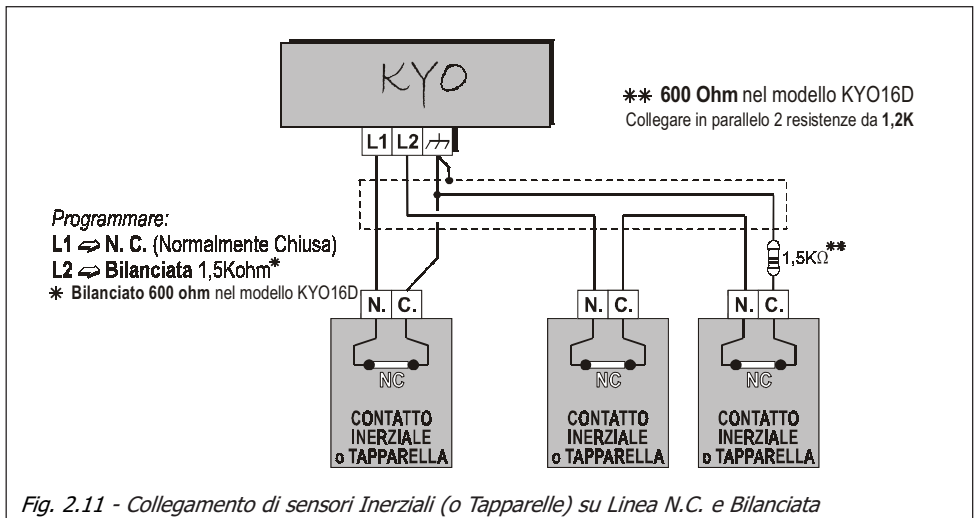 KYO
** 600 Ohm nel modello KYO16D
Collegare in parallelo 2 resistenze da 1,2K
L1 L2
Programmare:
L1 ⇨ N. C. (Normalmente Chiusa)
L2 ⇨ Bilanciata 1,5Kohm*
* Bilanciato 600 ohm nel modello KYO16D
1,5KΩ**
N. C. N. C. N. C.
NC NC NC
CONTATTO
INERZIALE
o TAPPARELLA
CONTATTO
INERZIALE
o TAPPARELLA
CONTATTO
INERZIALE
o TAPPARELLA
Fig. 2.11 - Collegamento di sensori Inerziali (o Tapparelle) su Linea N.C. e Bilanciata